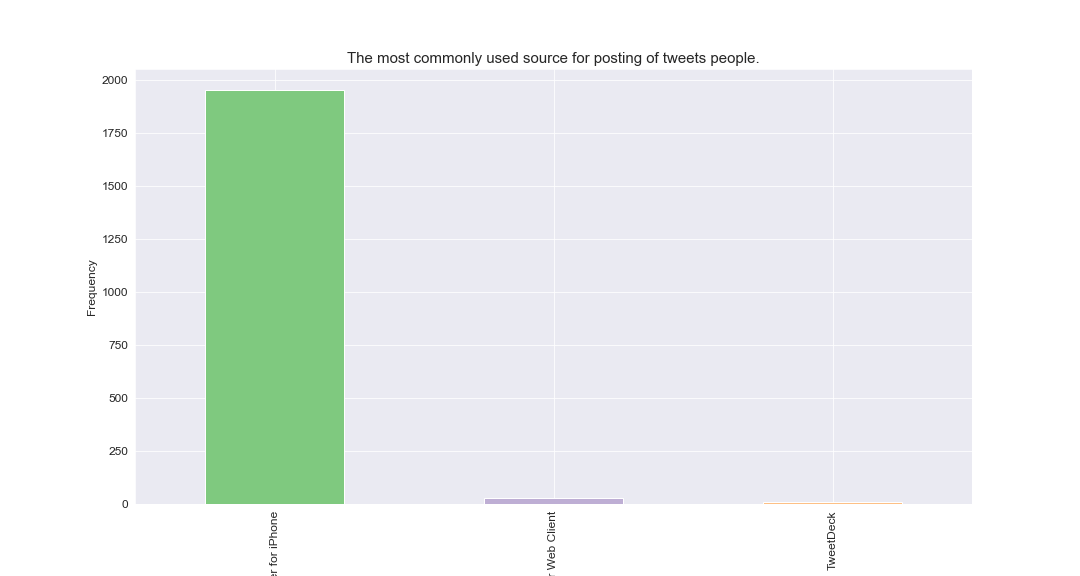 The most commonly used source for posting of tweets people.
2000
1750
1500
1250
1000
750
500
250
0
Frequency
er for iPhone
r Web Client
TweetDeck